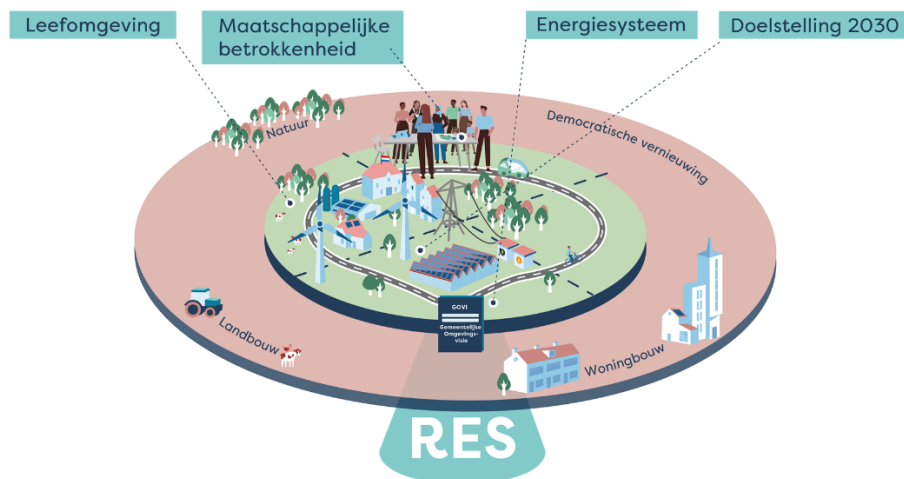 Leefomgeving
Maatschappelijke
betrokkenheid
Energiesysteem
Doelstelling 2030
Natuur
Democratische vernieuwing
Landbouw
Woningbouw
GOVI
Gemeentelijke
Omgevings-
visie
RES